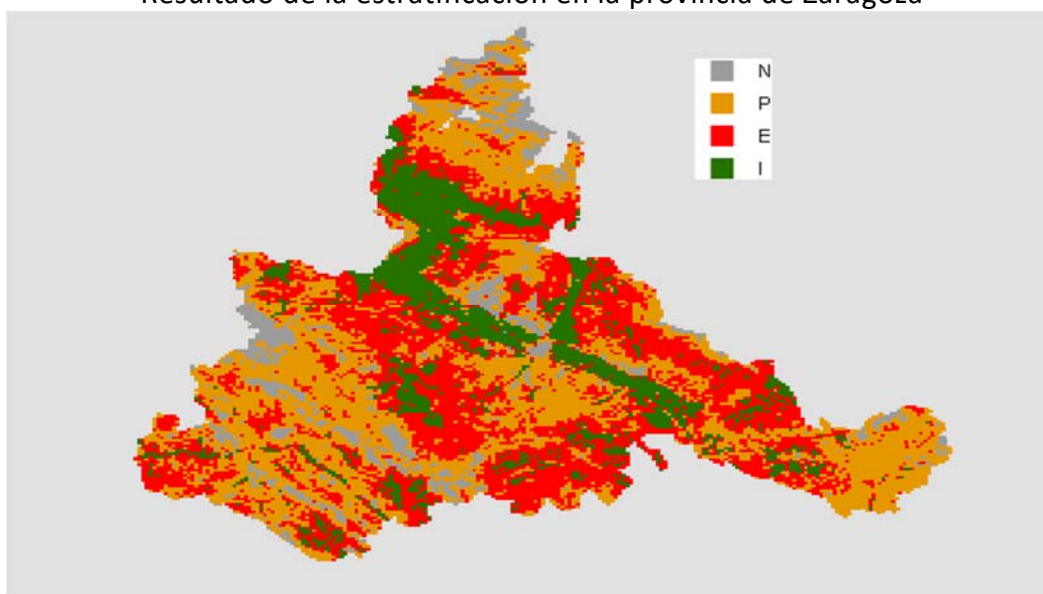 Resultado de la estratificación en la provincia de Zaragoza
N
P
E
I